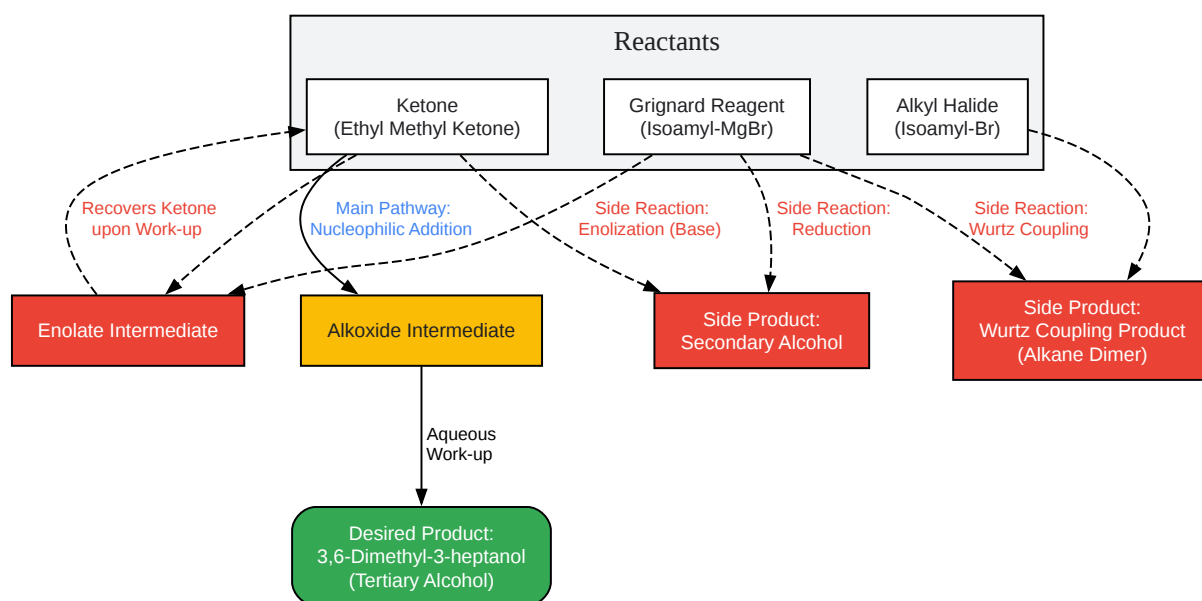 Reactants
Ketone
(Ethyl Methyl Ketone)
Grignard Reagent
(Isoamyl-MgBr)
Alkyl Halide
(Isoamyl-Br)
Recovers Ketone
upon Work-up
Main Pathway:
Nucleophilic Addition
Side Reaction:
Enolization (Base)
Side Reaction:
Reduction
Side Reaction:
Wurtz Coupling
Enolate Intermediate
Alkoxide Intermediate
Side Product:
Secondary Alcohol
Side Product:
Wurtz Coupling Product
(Alkane Dimer)
Aqueous
Work-up
Desired Product:
3,6-Dimethyl-3-heptanol
(Tertiary Alcohol)